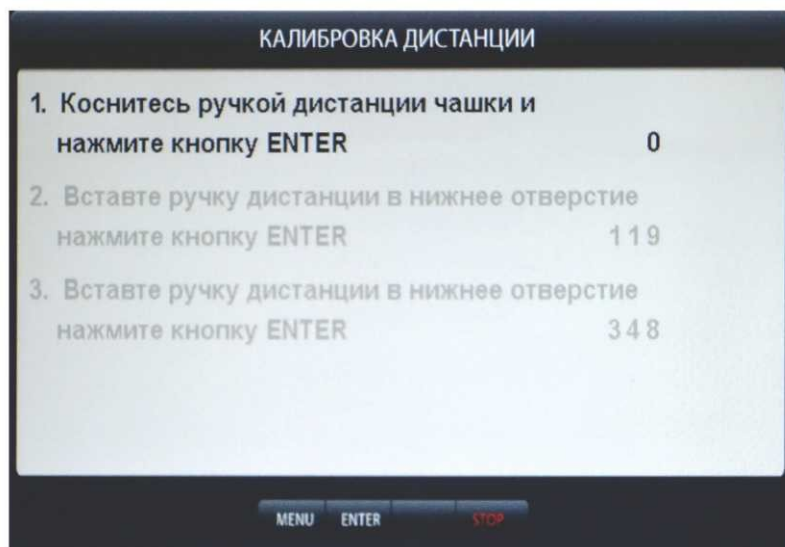 КАЛИБРОВКА ДИСТАНЦИИ
1. Коснитесь ручкой дистанции чашки и
нажмите кнопку ENTER 0
2. Вставте ручку дистанции в нижнее отверстие
нажмите кнопку ENTER 119
3. Вставте ручку дистанции в нижнее отверстие
нажмите кнопку ENTER 348
MENU ENTER STOP